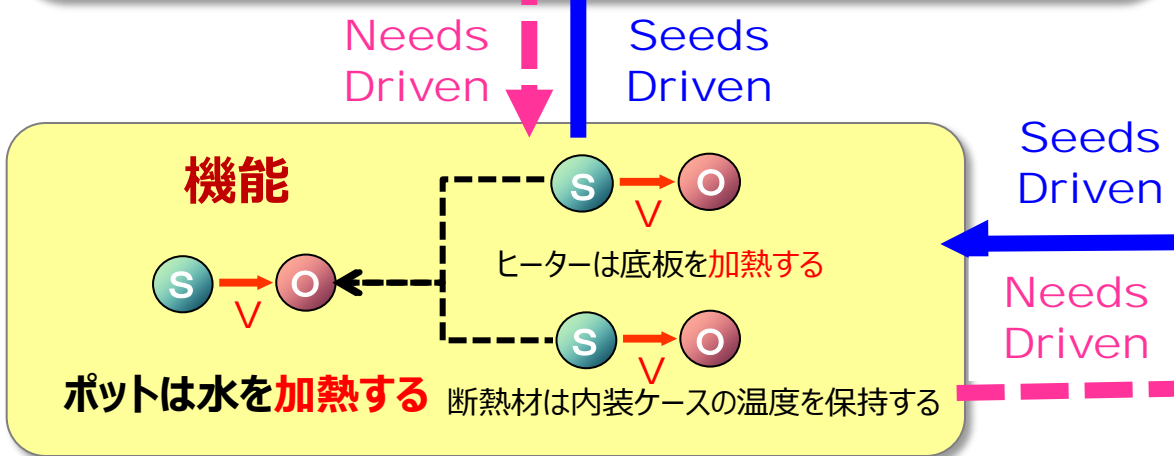 Needs
Driven
Seeds
Driven
Seeds
Driven
機能
S
O
V
ヒーターは底板を加熱する
S
O
V
Needs
Driven
S
O
V
ポットは水を加熱する
断熱材は内装ケースの温度を保持する